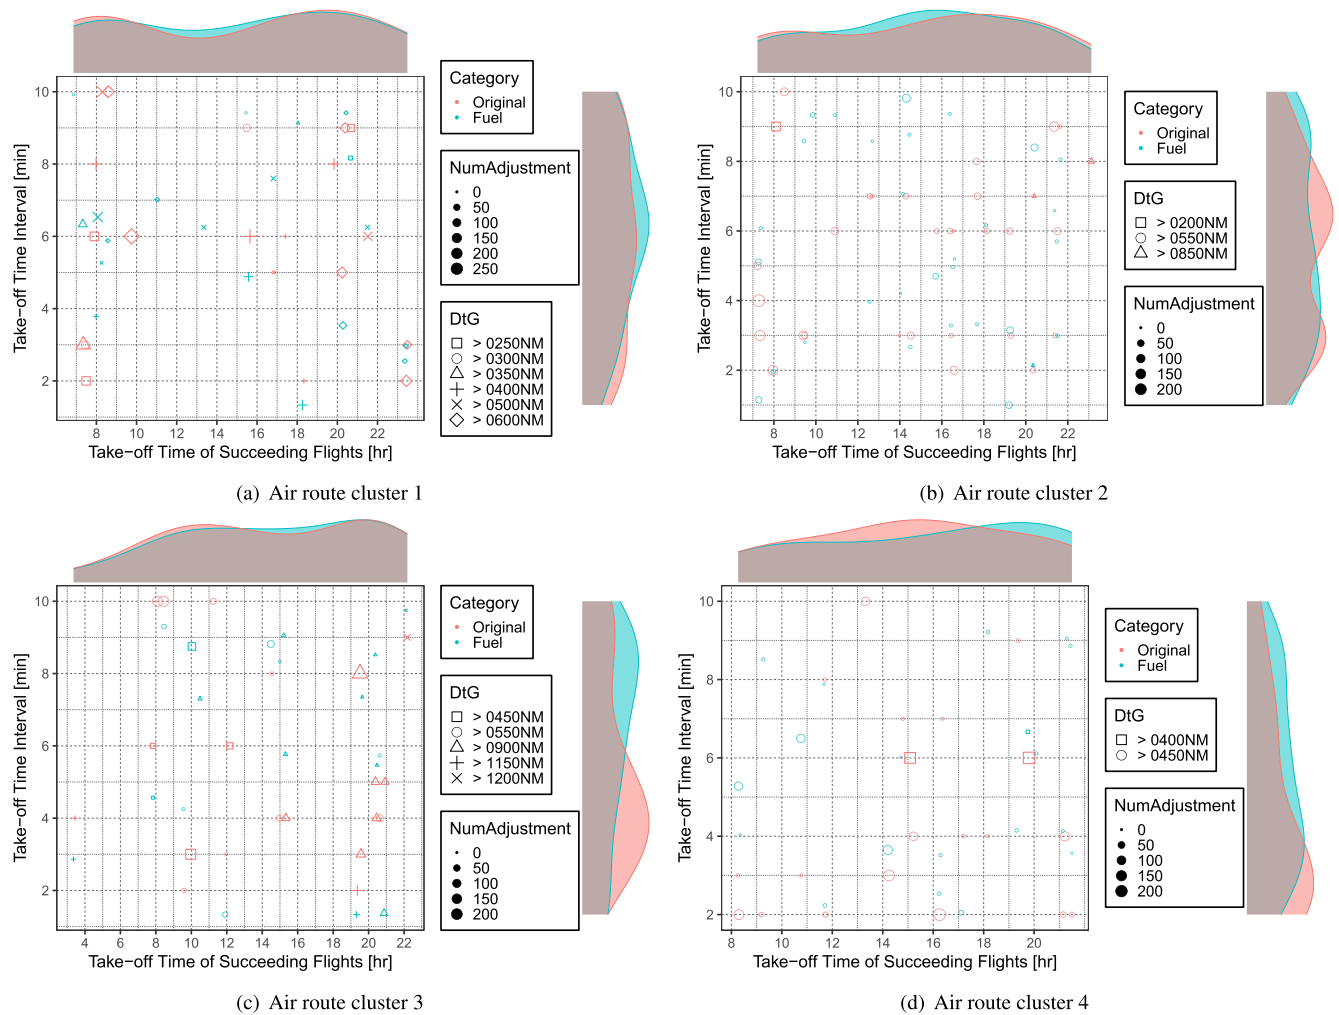 Category
Original
Fuel
NumAdjustment
0
50
100
150
200
250
DtG
> 0250NM
> 0300NM
> 0350NM
> 0400NM
> 0500NM
> 0600NM
Take-off Time Interval [min]
10
8
6
4
2
8 10 12 14 16 18 20 22
Take-off Time of Succeeding Flights [hr]
(a) Air route cluster 1
Category
Original
Fuel
DtG
> 0200NM
> 0550NM
> 0850NM
NumAdjustment
0
50
100
150
200
Take-off Time Interval [min]
10
8
6
4
2
8 10 12 14 16 18 20 22
Take-off Time of Succeeding Flights [hr]
(b) Air route cluster 2
Category
Original
Fuel
DtG
> 0450NM
> 0550NM
> 0900NM
> 1150NM
> 1200NM
NumAdjustment
0
50
100
150
200
Take-off Time Interval [min]
10
8
6
4
2
4 6 8 10 12 14 16 18 20 22
Take-off Time of Succeeding Flights [hr]
(c) Air route cluster 3
Category
Original
Fuel
DtG
> 0400NM
> 0450NM
NumAdjustment
0
50
100
150
200
Take-off Time Interval [min]
10
8
6
4
2
8 10 12 14 16 18 20
Take-off Time of Succeeding Flights [hr]
(d) Air route cluster 4